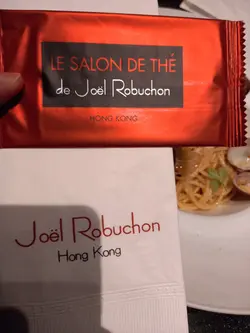 LE SALON DE THÉ
de Joël Robuchon
HONG KONG
Joël Robuchon
Hong Kong